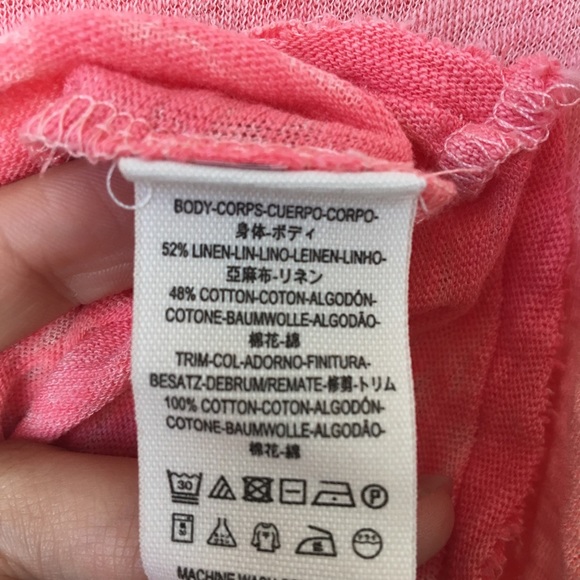 BODY-CORPS-CUERPO-CORPO-
身体-ボディ
52% LINEN-LIN-LINO-LEINEN-LINHO-
亞麻布-リネン
48% COTTON-COTON-ALGODÓN-
COTONE-BAUMWOLLE-ALGODÃO-
棉花-綿
TRIM-COL-ADORNO-FINITURA-
BESATZ-DEBRUM/REMATE-修剪-トリム
100% COTTON-COTON-ALGODÓN-
COTONE-BAUMWOLLE-ALGODÃO-
棉花-綿
30 P
MACHINE WASH